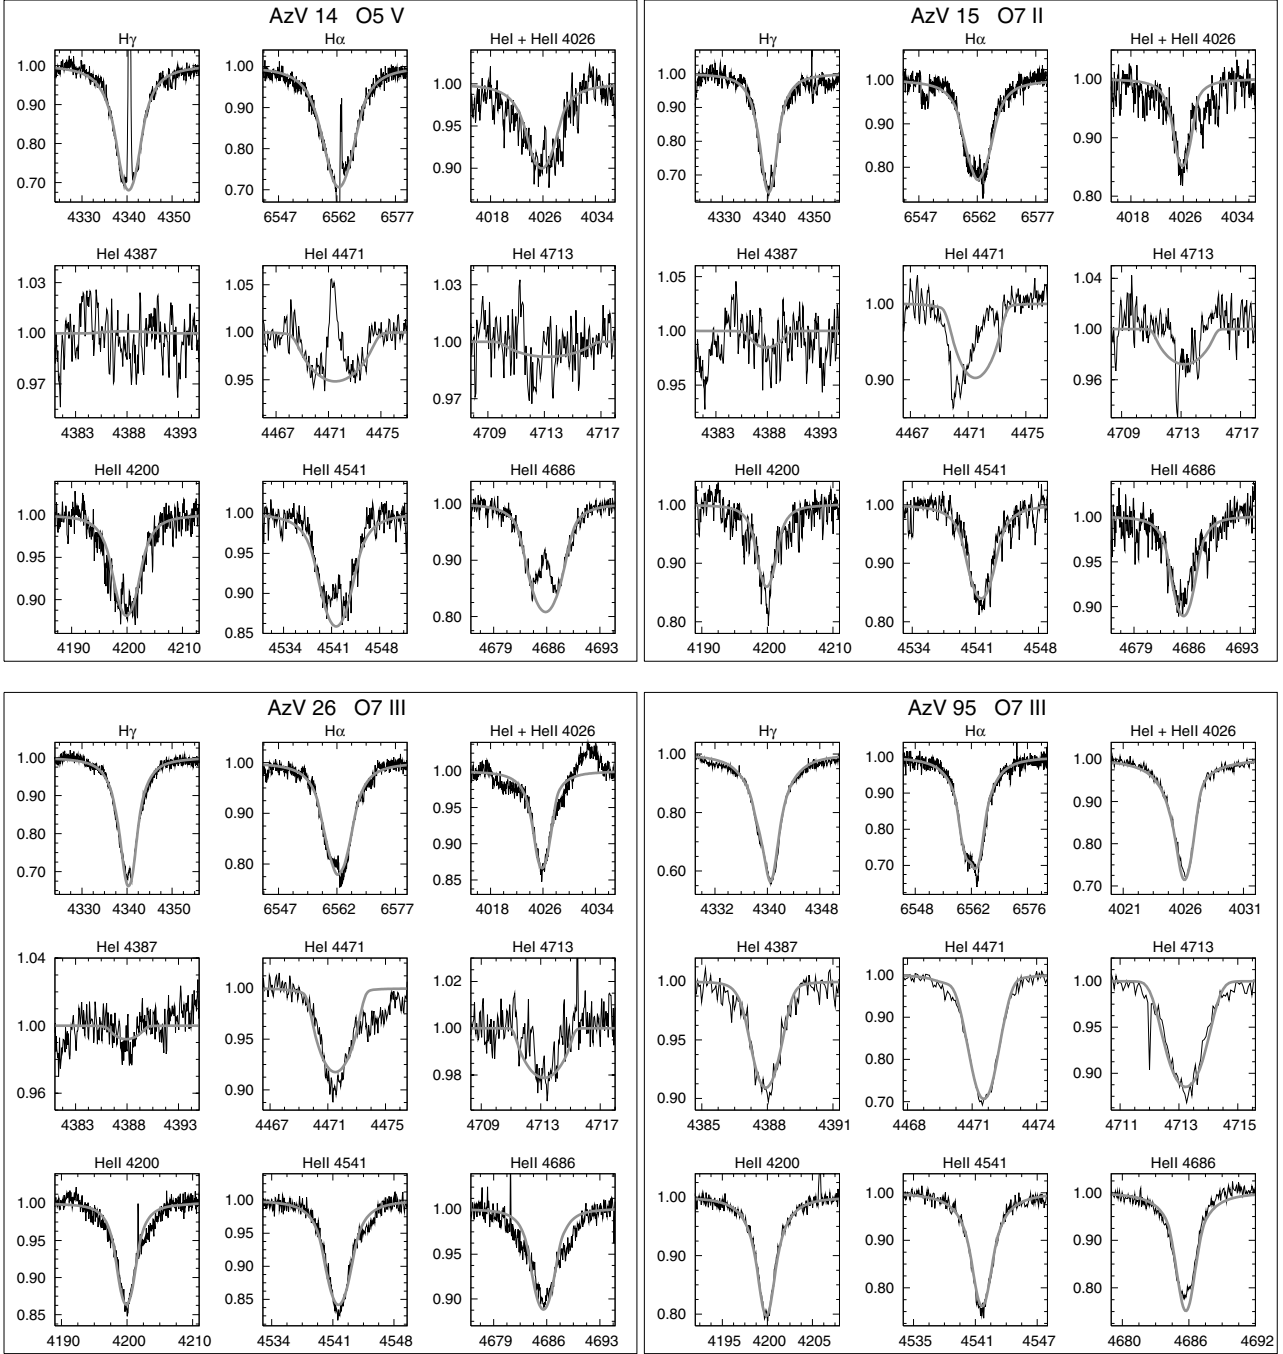 AzV 14 O5 V
Hγ
1.00
0.90
0.80
0.70
4330 4340 4350
Hα
1.00
0.90
0.80
0.70
6547 6562 6577
HeI + HeII 4026
1.00
0.95
0.90
4018 4026 4034
HeI 4387
1.03
1.00
0.97
4383 4388 4393
HeI 4471
1.05
1.00
0.95
4467 4471 4475
HeI 4713
1.03
1.00
0.97
4709 4713 4717
HeII 4200
1.00
0.95
0.90
4190 4200 4210
HeII 4541
1.00
0.95
0.90
0.85
4534 4541 4548
HeII 4686
1.00
0.90
0.80
4679 4686 4693
AzV 15 O7 II
Hγ
1.00
0.90
0.80
0.70
4330 4340 4350
Hα
1.00
0.90
0.80
6547 6562 6577
HeI + HeII 4026
1.00
0.90
0.80
4018 4026 4034
HeI 4387
1.05
1.00
0.95
4383 4388 4393
HeI 4471
1.00
0.90
4467 4471 4475
HeI 4713
1.04
1.00
0.96
4709 4713 4717
HeII 4200
1.00
0.90
0.80
4190 4200 4210
HeII 4541
1.00
0.90
0.80
4534 4541 4548
HeII 4686
1.00
0.95
0.90
4679 4686 4693
AzV 26 O7 III
Hγ
1.00
0.90
0.80
0.70
4330 4340 4350
Hα
1.00
0.90
0.80
6547 6562 6577
HeI + HeII 4026
1.00
0.95
0.90
0.85
4018 4026 4034
HeI 4387
1.04
1.00
0.96
4383 4388 4393
HeI 4471
1.00
0.95
0.90
4467 4471 4475
HeI 4713
1.02
1.00
0.98
4709 4713 4717
HeII 4200
1.00
0.95
0.90
0.85
4190 4200 4210
HeII 4541
1.00
0.95
0.90
0.85
4534 4541 4548
HeII 4686
1.00
0.95
0.90
4679 4686 4693
AzV 95 O7 III
Hγ
1.00
0.80
0.60
4332 4340 4348
Hα
1.00
0.90
0.80
0.70
6548 6562 6576
HeI + HeII 4026
1.00
0.90
0.80
0.70
4021 4026 4031
HeI 4387
1.00
0.95
0.90
4385 4388 4391
HeI 4471
1.00
0.90
0.80
0.70
4468 4471 4474
HeI 4713
1.00
0.95
0.90
4711 4713 4715
HeII 4200
1.00
0.90
0.80
4195 4200 4205
HeII 4541
1.00
0.90
0.80
4535 4541 4547
HeII 4686
1.00
0.90
0.80
4680 4686 4692